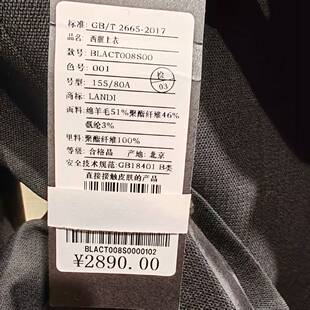 标准: GB/T 2665-2017
品名: 西服上衣
款号: BLACT008S00
色号: 001
检 03
号型: 155/80A
商标: LANDI
面料: 绵羊毛51%聚酯纤维46%
氨纶3%
里料: 聚酯纤维100%
等级: 合格品 产地: 北京
安全技术规范: GB18401 B类
直接接触皮肤的产品
BLACT008S0000102
¥2890.00